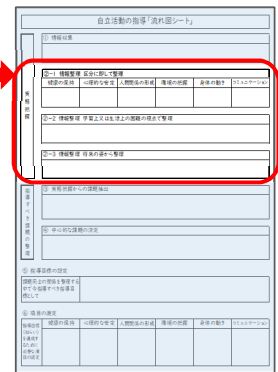 自立活動の指導「流れ図シート」
① 情報収集
実態把握
②-1 情報整理 区分に即して整理
健康の保持 心理的な安定 人間関係の形成 環境の把握 身体の動き コミュニケーション
②-2 情報整理 学習上又は生活上の困難の視点で整理
②-3 情報整理 将来の姿から整理
指導すべき課題の整理
③ 実態把握からの課題抽出
④ 中心的な課題の決定
⑤ 指導目標の設定
課題同士の関係を整理する
中で今指導すべき指導目
標として
⑥ 項目の選定
健康の保持 心理的な安定 人間関係の形成 環境の把握 身体の動き コミュニケーション